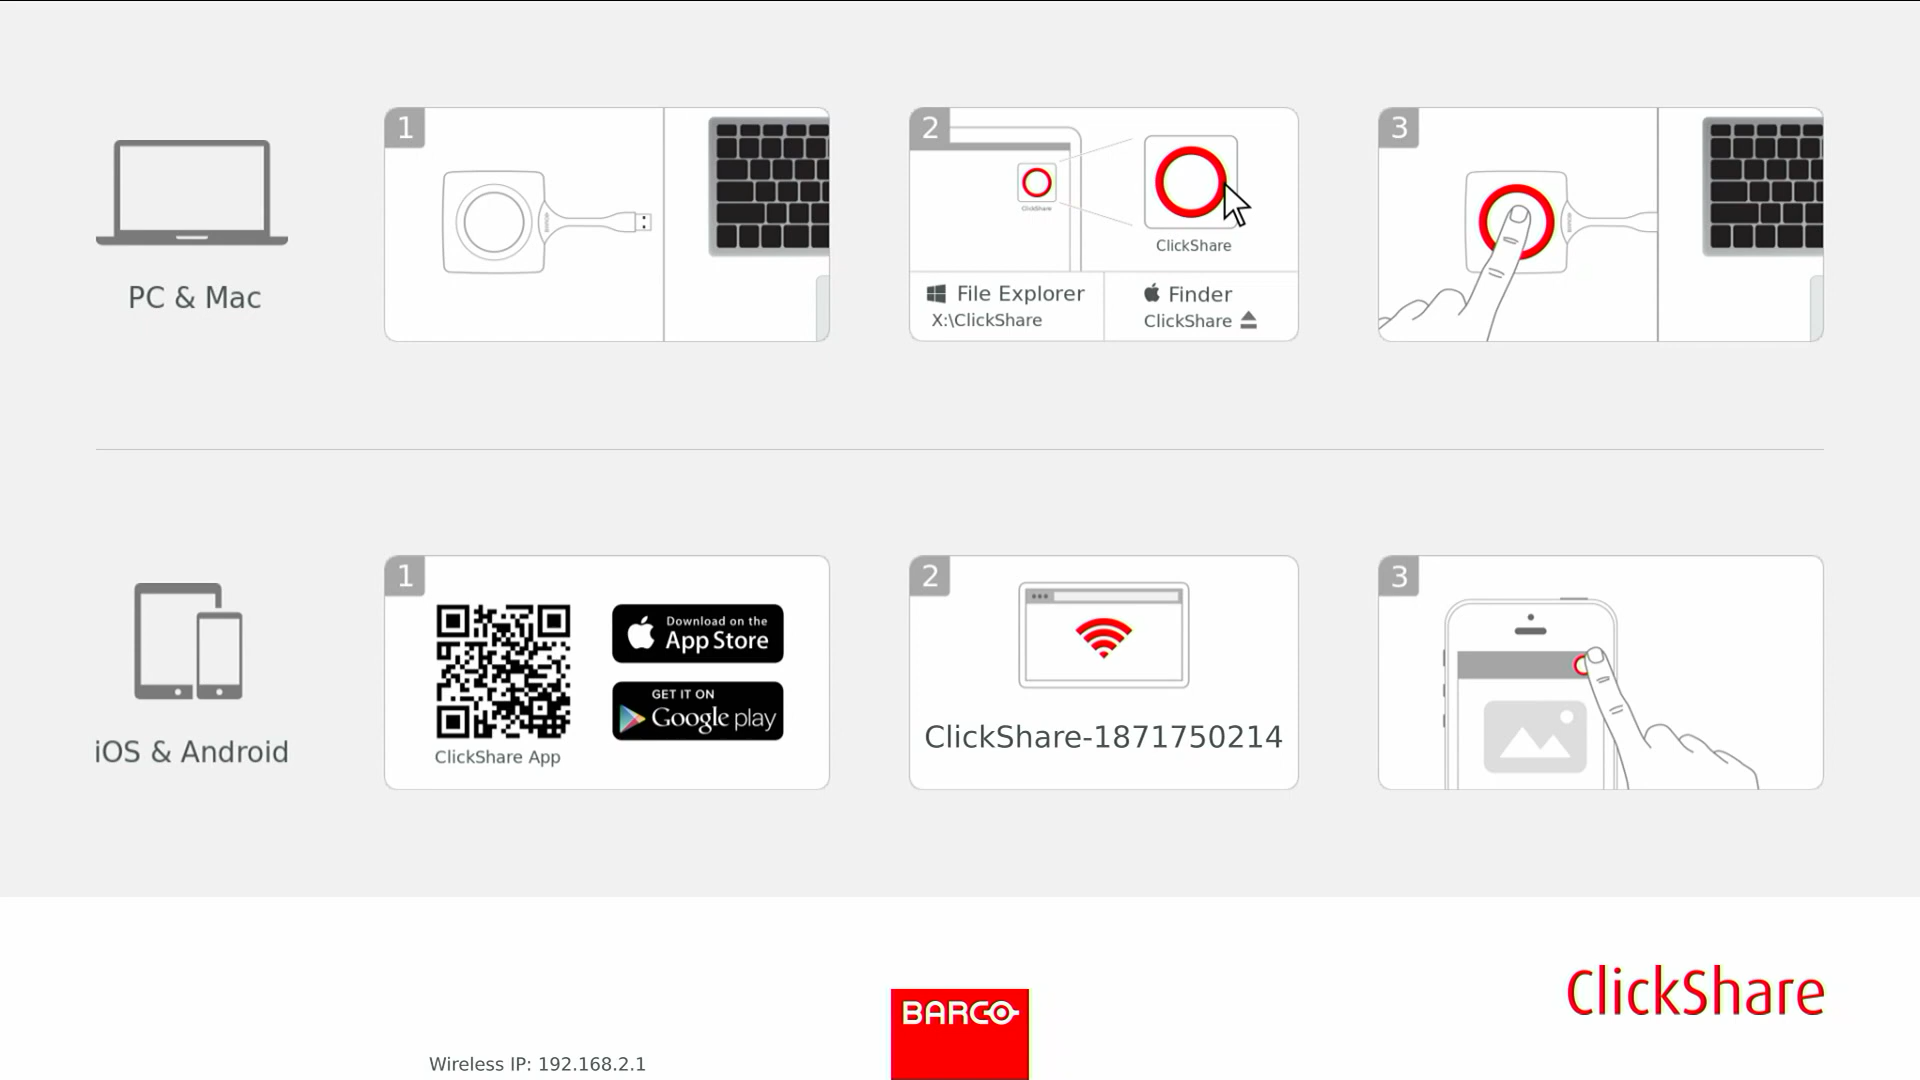 1
2
3
ClickShare
ClickShare
File Explorer
X:\ClickShare
Finder
ClickShare
PC & Mac
1
Download on the
App Store
GET IT ON
Google play
ClickShare App
2
ClickShare-1871750214
3
iOS & Android
ClickShare
BARCO
Wireless IP: 192.168.2.1